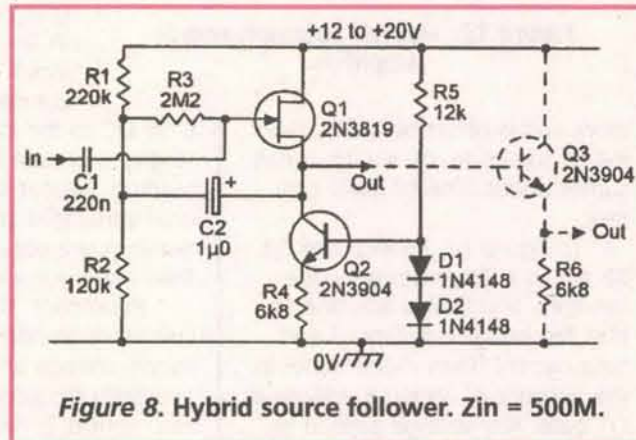 +12 to +20V
R1
220k
R3
2M2
R5
12k
Q1
2N3819
Q3
2N3904
In
C1
220n
Out
C2
1µ0
+
Out
R2
120k
Q2
2N3904
D1
1N4148
R4
6k8
D2
1N4148
R6
6k8
0V
Figure 8. Hybrid source follower. Zin = 500M.